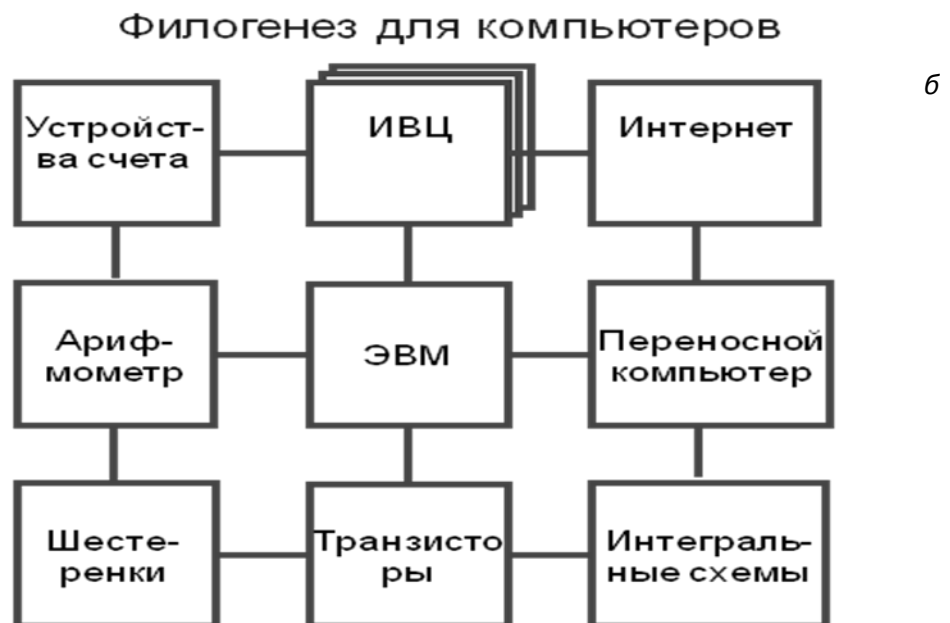 Филогенез для компьютеров
б
Устройст-
ва счета
ИВЦ
Интернет
Ариф-
мометр
ЭВМ
Переносной
компьютер
Шесте-
ренки
Транзисто
ры
Интеграль-
ные схемы